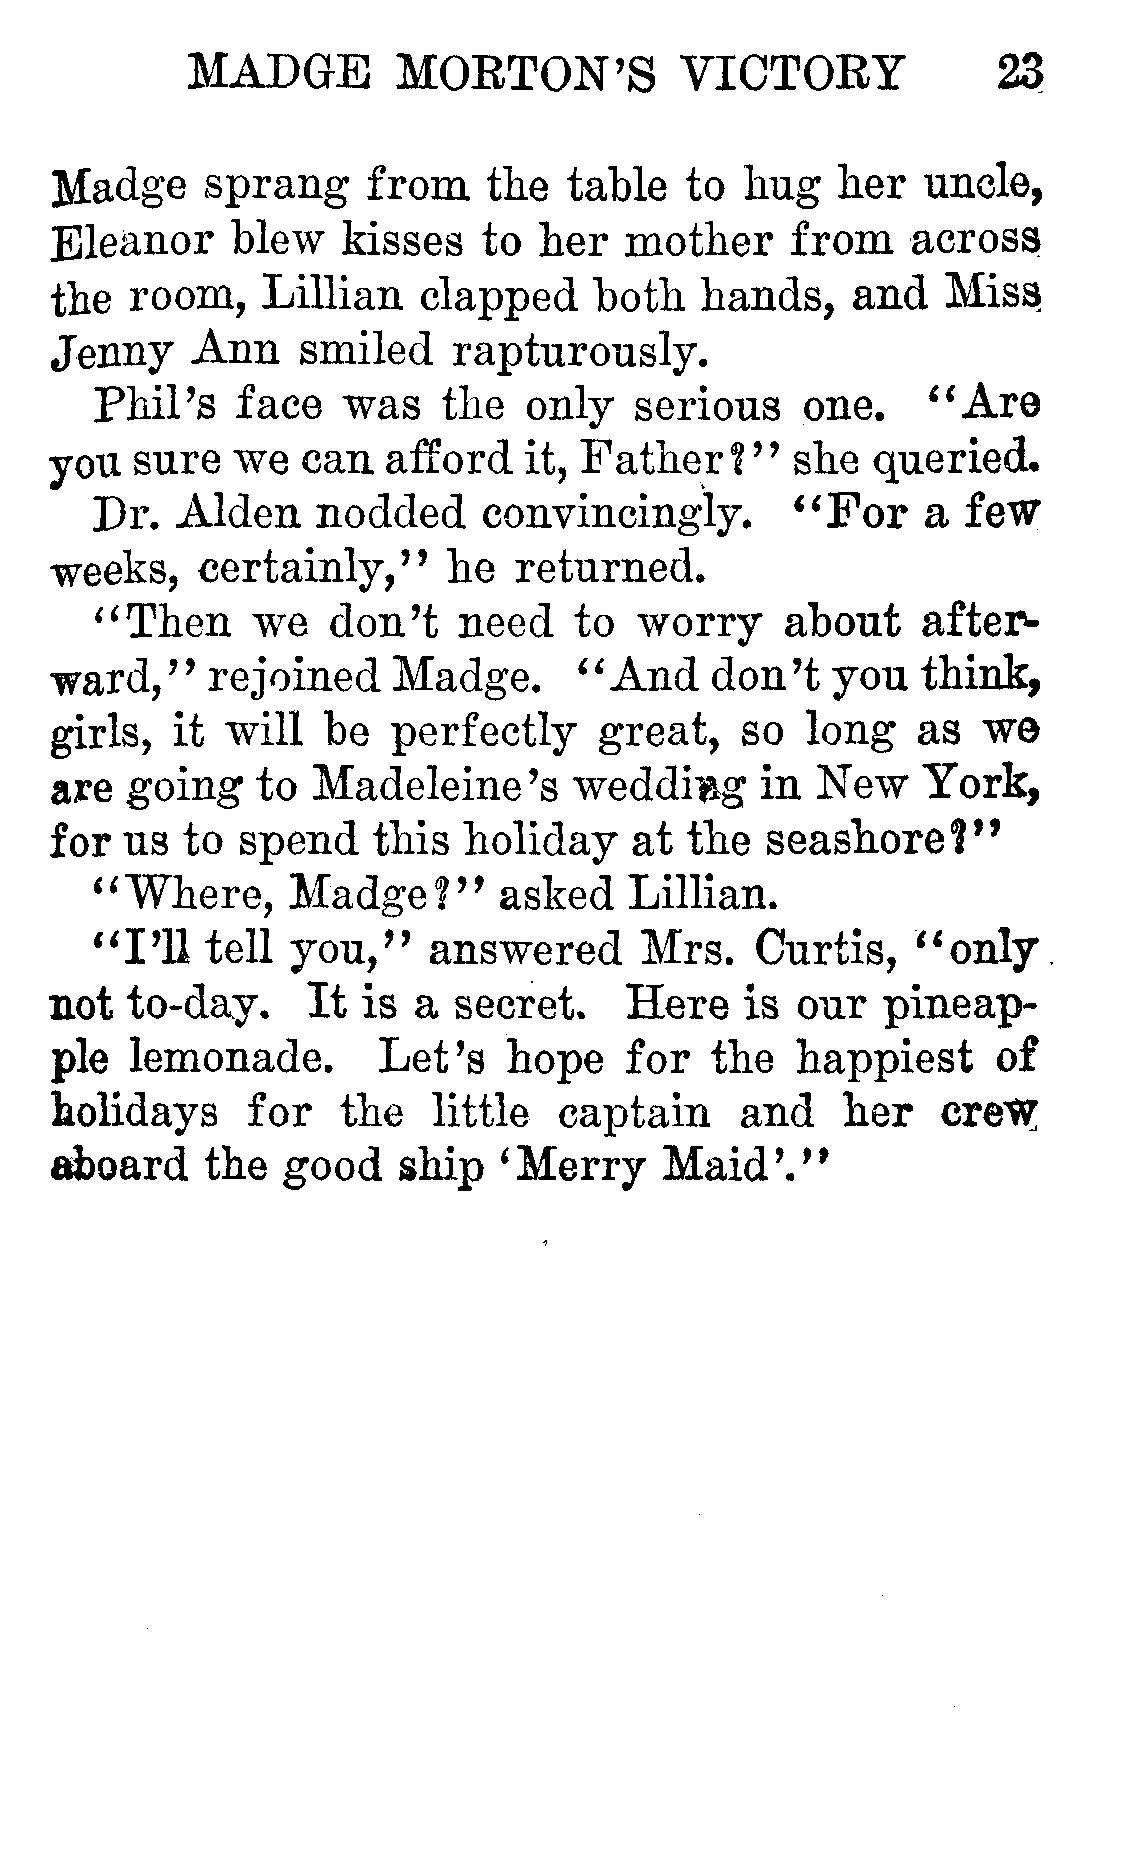 MADGE MORTON'S VICTORY 23
Madge sprang from the table to hug her uncle,
Eleanor blew kisses to her mother from across
the room, Lillian clapped both hands, and Miss
Jenny Ann smiled rapturously.
Phil's face was the only serious one. "Are
you sure we can afford it, Father?" she queried.
Dr. Alden nodded convincingly. "For a few
weeks, certainly," he returned.
"Then we don't need to worry about after-
ward," rejoined Madge. "And don't you think,
girls, it will be perfectly great, so long as we
are going to Madeleine's wedding in New York,
for us to spend this holiday at the seashore?"
"Where, Madge?" asked Lillian.
"I'll tell you," answered Mrs. Curtis, "only
not to-day. It is a secret. Here is our pineap-
ple lemonade. Let's hope for the happiest of
holidays for the little captain and her crew
aboard the good ship 'Merry Maid'."